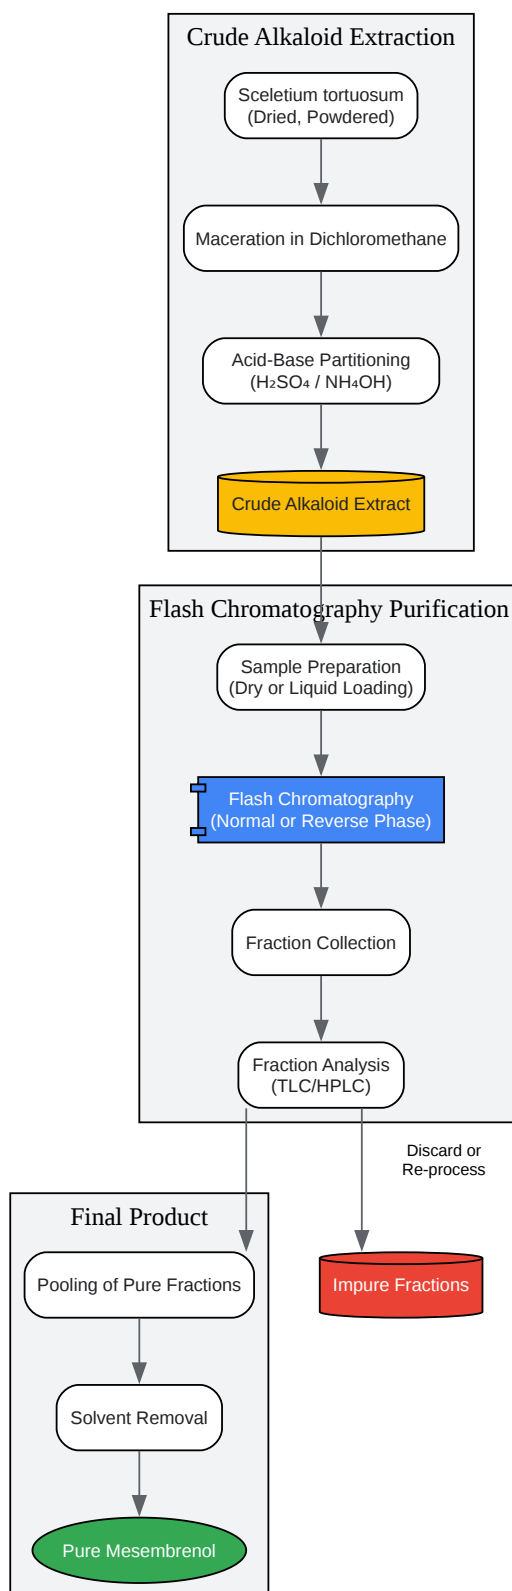 Crude Alkaloid Extraction
Sceletium tortuosum
(Dried, Powdered)
Maceration in Dichloromethane
Acid-Base Partitioning
(H₂SO₄ / NH₄OH)
Crude Alkaloid Extract
Flash Chromatography Purification
Sample Preparation
(Dry or Liquid Loading)
Flash Chromatography
(Normal or Reverse Phase)
Fraction Collection
Fraction Analysis
(TLC/HPLC)
Discard or
Re-process
Final Product
Pooling of Pure Fractions
Impure Fractions
Solvent Removal
Pure Mesembrenol